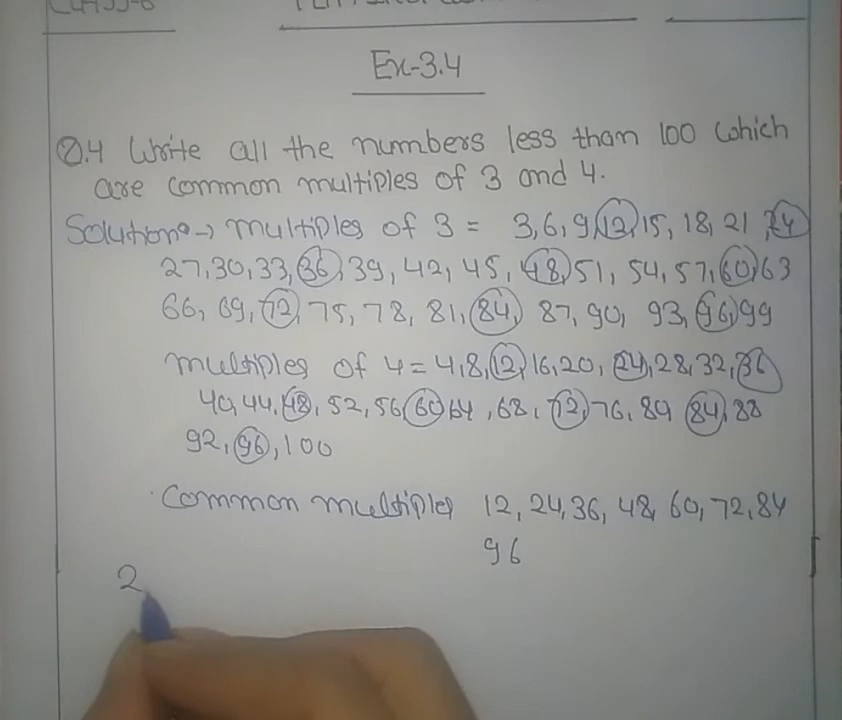 Ex-3.4
Q.4 Write all the numbers less than 100 which
are common multiples of 3 and 4.
Solution:→ multiples of 3 = 3,6,9,12,15, 18, 21,24
27,30,33,36,39,42,45,48,51, 54,57,60,63
66,69,72,75,78,81,84, 87,90, 93,96,99
multiples of 4=4,8,12,16,20,24,28,32,36
40,44,48,52,56,60,64,68,72,76,80,84,88
92,96,100
Common multiples 12,24,36,48,60,72,84
96
2